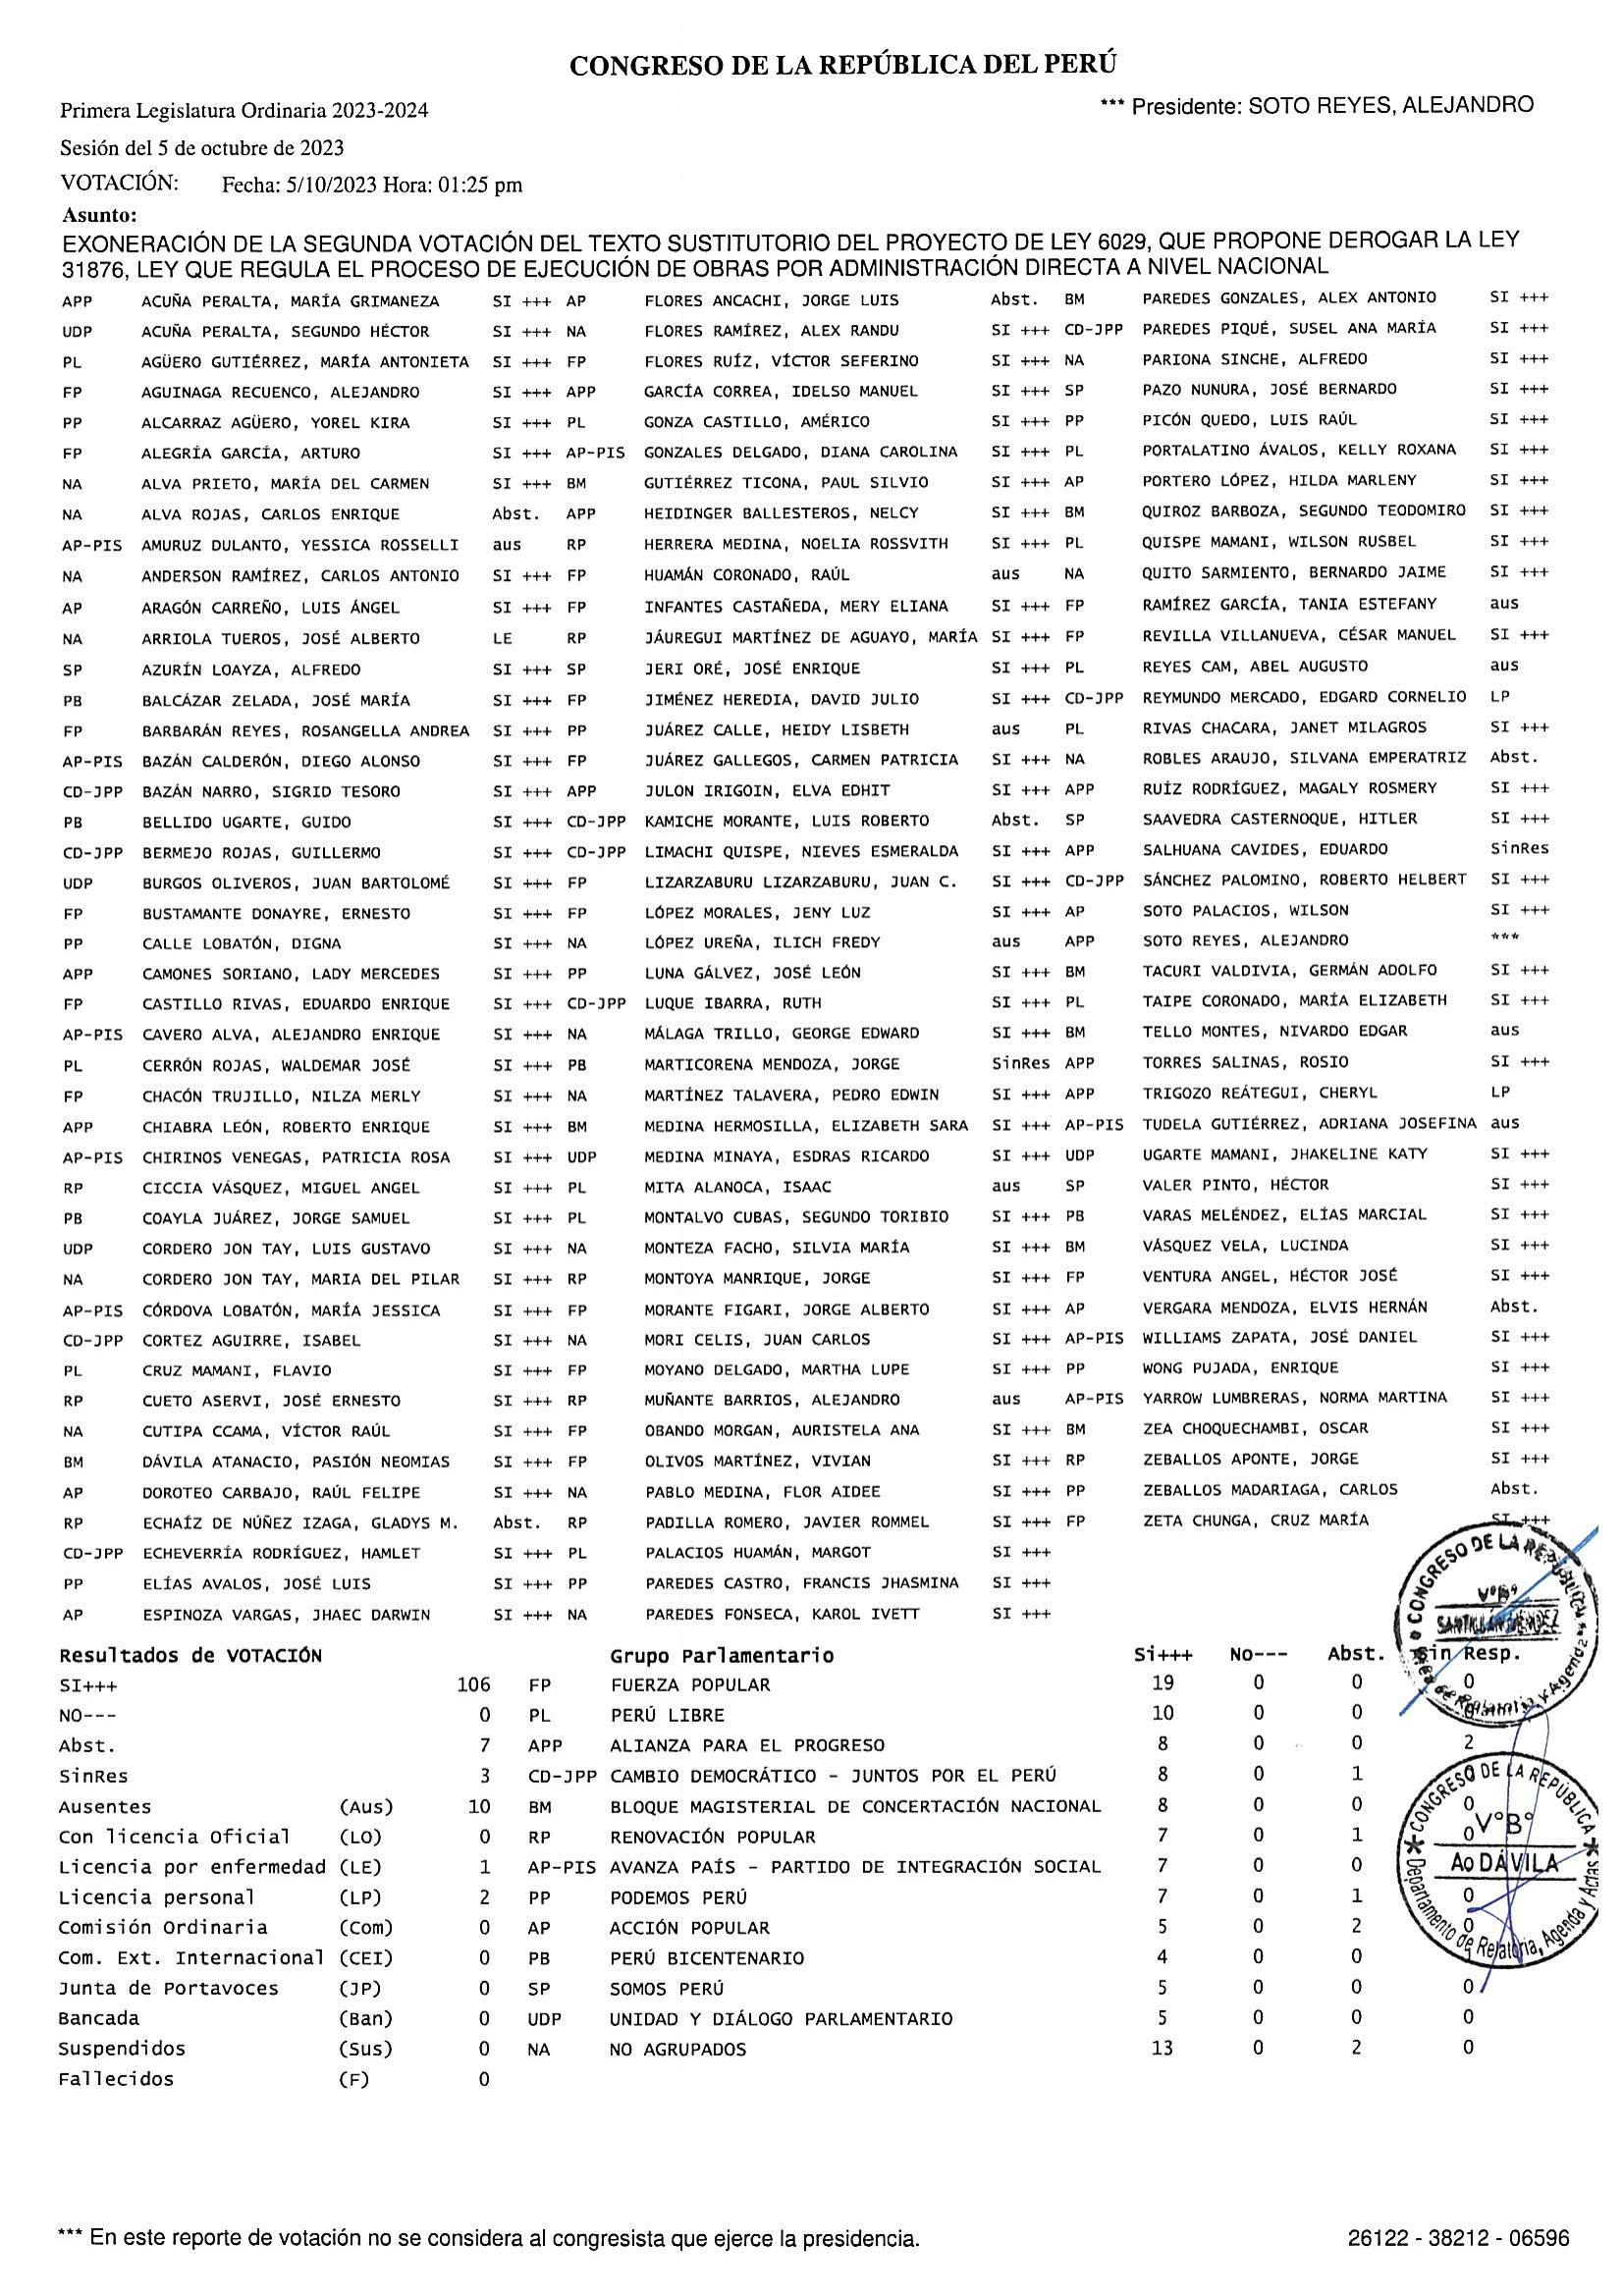 CONGRESO DE LA REPÚBLICA DEL PERÚ
Primera Legislatura Ordinaria 2023-2024 *** Presidente: SOTO REYES, ALEJANDRO
Sesión del 5 de octubre de 2023
VOTACIÓN: Fecha: 5/10/2023 Hora: 01:25 pm
Asunto:
EXONERACIÓN DE LA SEGUNDA VOTACIÓN DEL TEXTO SUSTITUTORIO DEL PROYECTO DE LEY 6029, QUE PROPONE DEROGAR LA LEY
31876, LEY QUE REGULA EL PROCESO DE EJECUCIÓN DE OBRAS POR ADMINISTRACIÓN DIRECTA A NIVEL NACIONAL
APP ACUÑA PERALTA, MARÍA GRIMANEZA SI +++ AP FLORES ANCACHI, JORGE LUIS Abst. BM PAREDES GONZALES, ALEX ANTONIO SI +++
UDP ACUÑA PERALTA, SEGUNDO HÉCTOR SI +++ NA FLORES RAMÍREZ, ALEX RANDU SI +++ CD-JPP PAREDES PIQUÉ, SUSEL ANA MARÍA SI +++
PL AGÜERO GUTIÉRREZ, MARÍA ANTONIETA SI +++ FP FLORES RUÍZ, VÍCTOR SEFERINO SI +++ NA PARIONA SINCHE, ALFREDO SI +++
FP AGUINAGA RECUENCO, ALEJANDRO SI +++ APP GARCÍA CORREA, IDELSO MANUEL SI +++ SP PAZO NUNURA, JOSÉ BERNARDO SI +++
PP ALCARRAZ AGÜERO, YOREL KIRA SI +++ PL GONZA CASTILLO, AMÉRICO SI +++ PP PICÓN QUEDO, LUIS RAÚL SI +++
FP ALEGRÍA GARCÍA, ARTURO SI +++ AP-PIS GONZALES DELGADO, DIANA CAROLINA SI +++ PL PORTALATINO ÁVALOS, KELLY ROXANA SI +++
NA ALVA PRIETO, MARÍA DEL CARMEN SI +++ BM GUTIÉRREZ TICONA, PAUL SILVIO SI +++ AP PORTERO LÓPEZ, HILDA MARLENY SI +++
NA ALVA ROJAS, CARLOS ENRIQUE Abst. APP HEIDINGER BALLESTEROS, NELCY SI +++ BM QUIROZ BARBOZA, SEGUNDO TEODOMIRO SI +++
AP-PIS AMURUZ DULANTO, YESSICA ROSSELLI aus RP HERRERA MEDINA, NOELIA ROSSVITH SI +++ PL QUISPE MAMANI, WILSON RUSBEL SI +++
NA ANDERSON RAMÍREZ, CARLOS ANTONIO SI +++ FP HUAMÁN CORONADO, RAÚL aus NA QUITO SARMIENTO, BERNARDO JAIME SI +++
AP ARAGÓN CARREÑO, LUIS ÁNGEL SI +++ FP INFANTES CASTAÑEDA, MERY ELIANA SI +++ FP RAMÍREZ GARCÍA, TANIA ESTEFANY aus
NA ARRIOLA TUEROS, JOSÉ ALBERTO LE RP JÁUREGUI MARTÍNEZ DE AGUAYO, MARÍA SI +++ FP REVILLA VILLANUEVA, CÉSAR MANUEL SI +++
SP AZURÍN LOAYZA, ALFREDO SI +++ SP JERI ORÉ, JOSÉ ENRIQUE SI +++ PL REYES CAM, ABEL AUGUSTO aus
PB BALCÁZAR ZELADA, JOSÉ MARÍA SI +++ FP JIMÉNEZ HEREDIA, DAVID JULIO SI +++ CD-JPP REYMUNDO MERCADO, EDGARD CORNELIO LP
FP BARBARÁN REYES, ROSANGELLA ANDREA SI +++ PP JUÁREZ CALLE, HEIDY LISBETH aus PL RIVAS CHACARA, JANET MILAGROS SI +++
AP-PIS BAZÁN CALDERÓN, DIEGO ALONSO SI +++ FP JUÁREZ GALLEGOS, CARMEN PATRICIA SI +++ NA ROBLES ARAUJO, SILVANA EMPERATRIZ Abst.
CD-JPP BAZÁN NARRO, SIGRID TESORO SI +++ APP JULON IRIGOIN, ELVA EDHIT SI +++ APP RUÍZ RODRÍGUEZ, MAGALY ROSMERY SI +++
PB BELLIDO UGARTE, GUIDO SI +++ CD-JPP KAMICHE MORANTE, LUIS ROBERTO Abst. SP SAAVEDRA CASTERNOQUE, HITLER SI +++
CD-JPP BERMEJO ROJAS, GUILLERMO SI +++ CD-JPP LIMACHI QUISPE, NIEVES ESMERALDA SI +++ APP SALHUANA CAVIDES, EDUARDO SinRes
UDP BURGOS OLIVEROS, JUAN BARTOLOMÉ SI +++ FP LIZARZABURU LIZARZABURU, JUAN C. SI +++ CD-JPP SÁNCHEZ PALOMINO, ROBERTO HELBERT SI +++
FP BUSTAMANTE DONAYRE, ERNESTO SI +++ FP LÓPEZ MORALES, JENY LUZ SI +++ AP SOTO PALACIOS, WILSON SI +++
PP CALLE LOBATÓN, DIGNA SI +++ NA LÓPEZ UREÑA, ILICH FREDY aus APP SOTO REYES, ALEJANDRO ***
APP CAMONES SORIANO, LADY MERCEDES SI +++ PP LUNA GÁLVEZ, JOSÉ LEÓN SI +++ BM TACURI VALDIVIA, GERMÁN ADOLFO SI +++
FP CASTILLO RIVAS, EDUARDO ENRIQUE SI +++ CD-JPP LUQUE IBARRA, RUTH SI +++ PL TAIPE CORONADO, MARÍA ELIZABETH SI +++
AP-PIS CAVERO ALVA, ALEJANDRO ENRIQUE SI +++ NA MÁLAGA TRILLO, GEORGE EDWARD SI +++ BM TELLO MONTES, NIVARDO EDGAR aus
PL CERRÓN ROJAS, WALDEMAR JOSÉ SI +++ PB MARTICORENA MENDOZA, JORGE SinRes APP TORRES SALINAS, ROSIO SI +++
FP CHACÓN TRUJILLO, NILZA MERLY SI +++ NA MARTÍNEZ TALAVERA, PEDRO EDWIN SI +++ APP TRIGOZO REÁTEGUI, CHERYL LP
APP CHIABRA LEÓN, ROBERTO ENRIQUE SI +++ BM MEDINA HERMOSILLA, ELIZABETH SARA SI +++ AP-PIS TUDELA GUTIÉRREZ, ADRIANA JOSEFINA aus
AP-PIS CHIRINOS VENEGAS, PATRICIA ROSA SI +++ UDP MEDINA MINAYA, ESDRAS RICARDO SI +++ UDP UGARTE MAMANI, JHAKELINE KATY SI +++
RP CICCIA VÁSQUEZ, MIGUEL ANGEL SI +++ PL MITA ALANOCA, ISAAC aus SP VALER PINTO, HÉCTOR SI +++
PB COAYLA JUÁREZ, JORGE SAMUEL SI +++ PL MONTALVO CUBAS, SEGUNDO TORIBIO SI +++ PB VARAS MELÉNDEZ, ELÍAS MARCIAL SI +++
UDP CORDERO JON TAY, LUIS GUSTAVO SI +++ NA MONTEZA FACHO, SILVIA MARÍA SI +++ BM VÁSQUEZ VELA, LUCINDA SI +++
NA CORDERO JON TAY, MARIA DEL PILAR SI +++ RP MONTOYA MANRIQUE, JORGE SI +++ FP VENTURA ANGEL, HÉCTOR JOSÉ SI +++
AP-PIS CÓRDOVA LOBATÓN, MARÍA JESSICA SI +++ FP MORANTE FIGARI, JORGE ALBERTO SI +++ AP VERGARA MENDOZA, ELVIS HERNÁN Abst.
CD-JPP CORTEZ AGUIRRE, ISABEL SI +++ NA MORI CELIS, JUAN CARLOS SI +++ AP-PIS WILLIAMS ZAPATA, JOSÉ DANIEL SI +++
PL CRUZ MAMANI, FLAVIO SI +++ FP MOYANO DELGADO, MARTHA LUPE SI +++ PP WONG PUJADA, ENRIQUE SI +++
RP CUETO ASERVI, JOSÉ ERNESTO SI +++ RP MUÑANTE BARRIOS, ALEJANDRO aus AP-PIS YARROW LUMBRERAS, NORMA MARTINA SI +++
NA CUTIPA CCAMA, VÍCTOR RAÚL SI +++ FP OBANDO MORGAN, AURISTELA ANA SI +++ BM ZEA CHOQUECHAMBI, OSCAR SI +++
BM DÁVILA ATANACIO, PASIÓN NEOMIAS SI +++ FP OLIVOS MARTÍNEZ, VIVIAN SI +++ RP ZEBALLOS APONTE, JORGE SI +++
AP DOROTEO CARBAJO, RAÚL FELIPE SI +++ NA PABLO MEDINA, FLOR AIDEE SI +++ PP ZEBALLOS MADARIAGA, CARLOS Abst.
RP ECHAÍZ DE NÚÑEZ IZAGA, GLADYS M. Abst. RP PADILLA ROMERO, JAVIER ROMMEL SI +++ FP ZETA CHUNGA, CRUZ MARÍA SI +++
CD-JPP ECHEVERRÍA RODRÍGUEZ, HAMLET SI +++ PL PALACIOS HUAMÁN, MARGOT SI +++
PP ELÍAS AVALOS, JOSÉ LUIS SI +++ PP PAREDES CASTRO, FRANCIS JHASMINA SI +++
AP ESPINOZA VARGAS, JHAEC DARWIN SI +++ NA PAREDES FONSECA, KAROL IVETT SI +++
CONGRESO DE LA REPÚBLICA
VºBº
Relatoría y Agenda
Resultados de VOTACIÓN Grupo Parlamentario Si+++ No--- Abst. Sin Resp.
SI+++ 106 FP FUERZA POPULAR 19 0 0 0
NO--- 0 PL PERÚ LIBRE 10 0 0
Abst. 7 APP ALIANZA PARA EL PROGRESO 8 0 0 2
SinRes 3 CD-JPP CAMBIO DEMOCRÁTICO - JUNTOS POR EL PERÚ 8 0 1 0
Ausentes (Aus) 10 BM BLOQUE MAGISTERIAL DE CONCERTACIÓN NACIONAL 8 0 0 0
Con licencia Oficial (LO) 0 RP RENOVACIÓN POPULAR 7 0 1 0
Licencia por enfermedad (LE) 1 AP-PIS AVANZA PAÍS - PARTIDO DE INTEGRACIÓN SOCIAL 7 0 0
Licencia personal (LP) 2 PP PODEMOS PERÚ 7 0 1 0
Comisión Ordinaria (Com) 0 AP ACCIÓN POPULAR 5 0 2 0
Com. Ext. Internacional (CEI) 0 PB PERÚ BICENTENARIO 4 0 0
Junta de Portavoces (JP) 0 SP SOMOS PERÚ 5 0 0 0
Bancada (Ban) 0 UDP UNIDAD Y DIÁLOGO PARLAMENTARIO 5 0 0 0
Suspendidos (Sus) 0 NA NO AGRUPADOS 13 0 2 0
Fallecidos (F) 0
CONGRESO DE LA REPÚBLICA
VºBº
Ao DÁVILA
Departamento de Relatoría, Agenda y Actas
*** En este reporte de votación no se considera al congresista que ejerce la presidencia. 26122 - 38212 - 06596